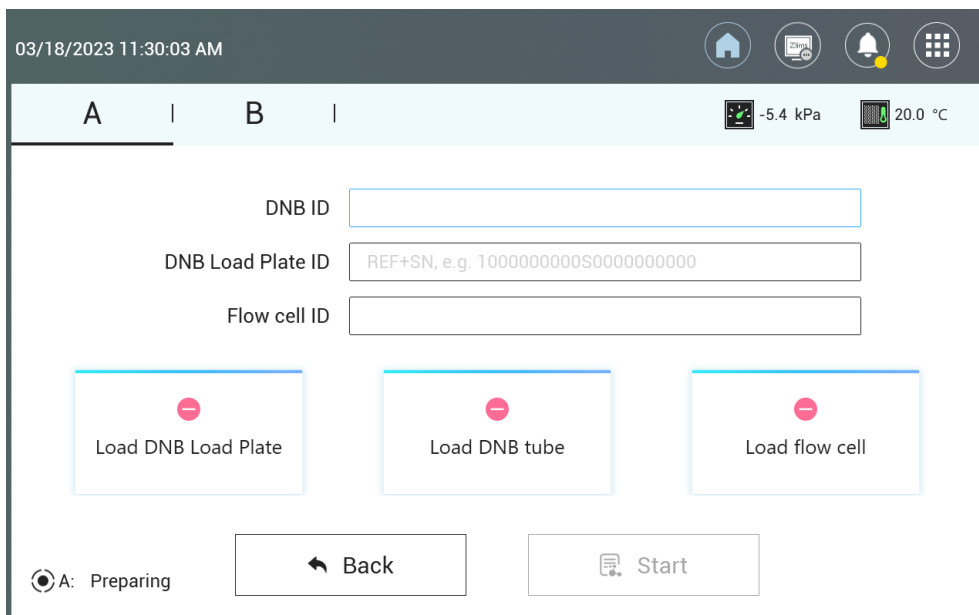 03/18/2023 11:30:03 AM
Zlims
A | B | -5.4 kPa 20.0 °C
DNB ID
DNB Load Plate ID REF+SN, e.g. 1000000000S0000000000
Flow cell ID
Load DNB Load Plate Load DNB tube Load flow cell
A: Preparing Back Start